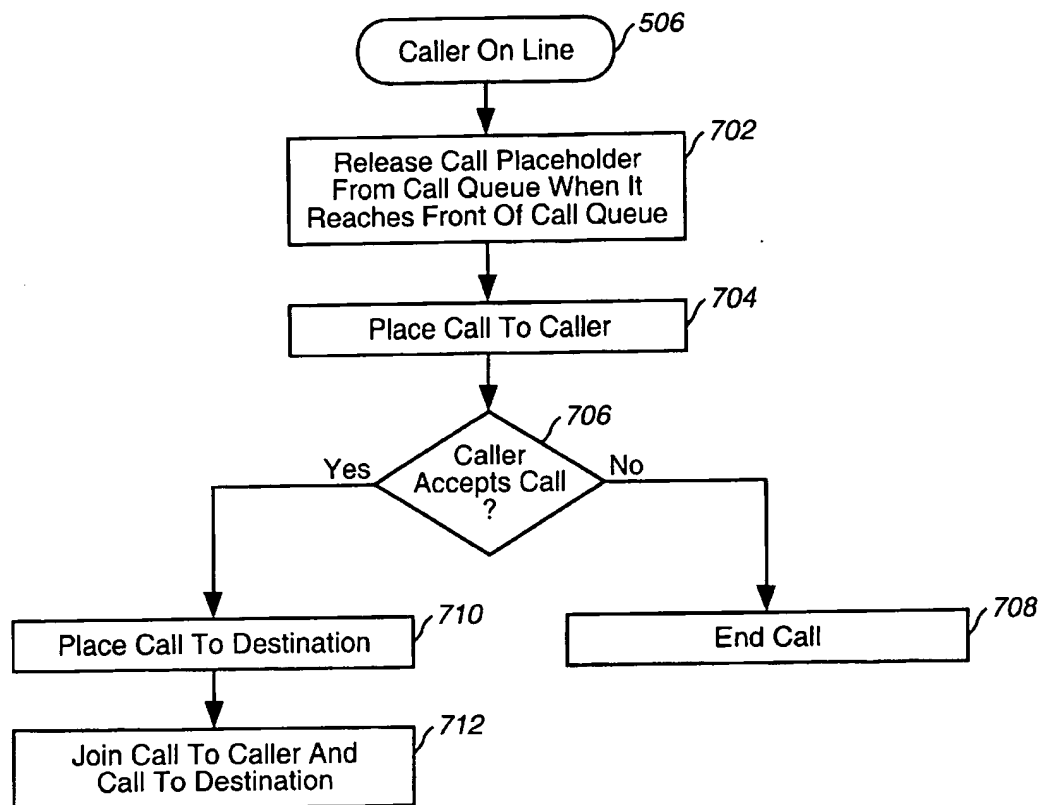 506
Caller On Line
702
Release Call Placeholder
From Call Queue When It
Reaches Front Of Call Queue
704
Place Call To Caller
706
Caller
Accepts Call
?
Yes
No
710
Place Call To Destination
708
End Call
712
Join Call To Caller And
Call To Destination